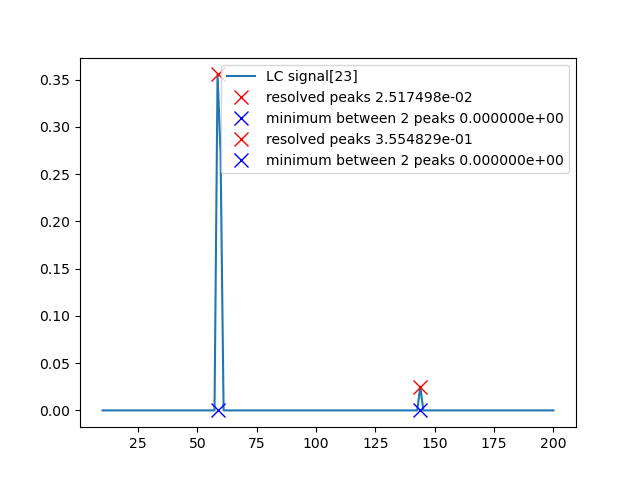 LC signal[23]
resolved peaks 2.517498e-02
minimum between 2 peaks 0.000000e+00
resolved peaks 3.554829e-01
minimum between 2 peaks 0.000000e+00
0.35
0.30
0.25
0.20
0.15
0.10
0.05
0.00
25 50 75 100 125 150 175 200